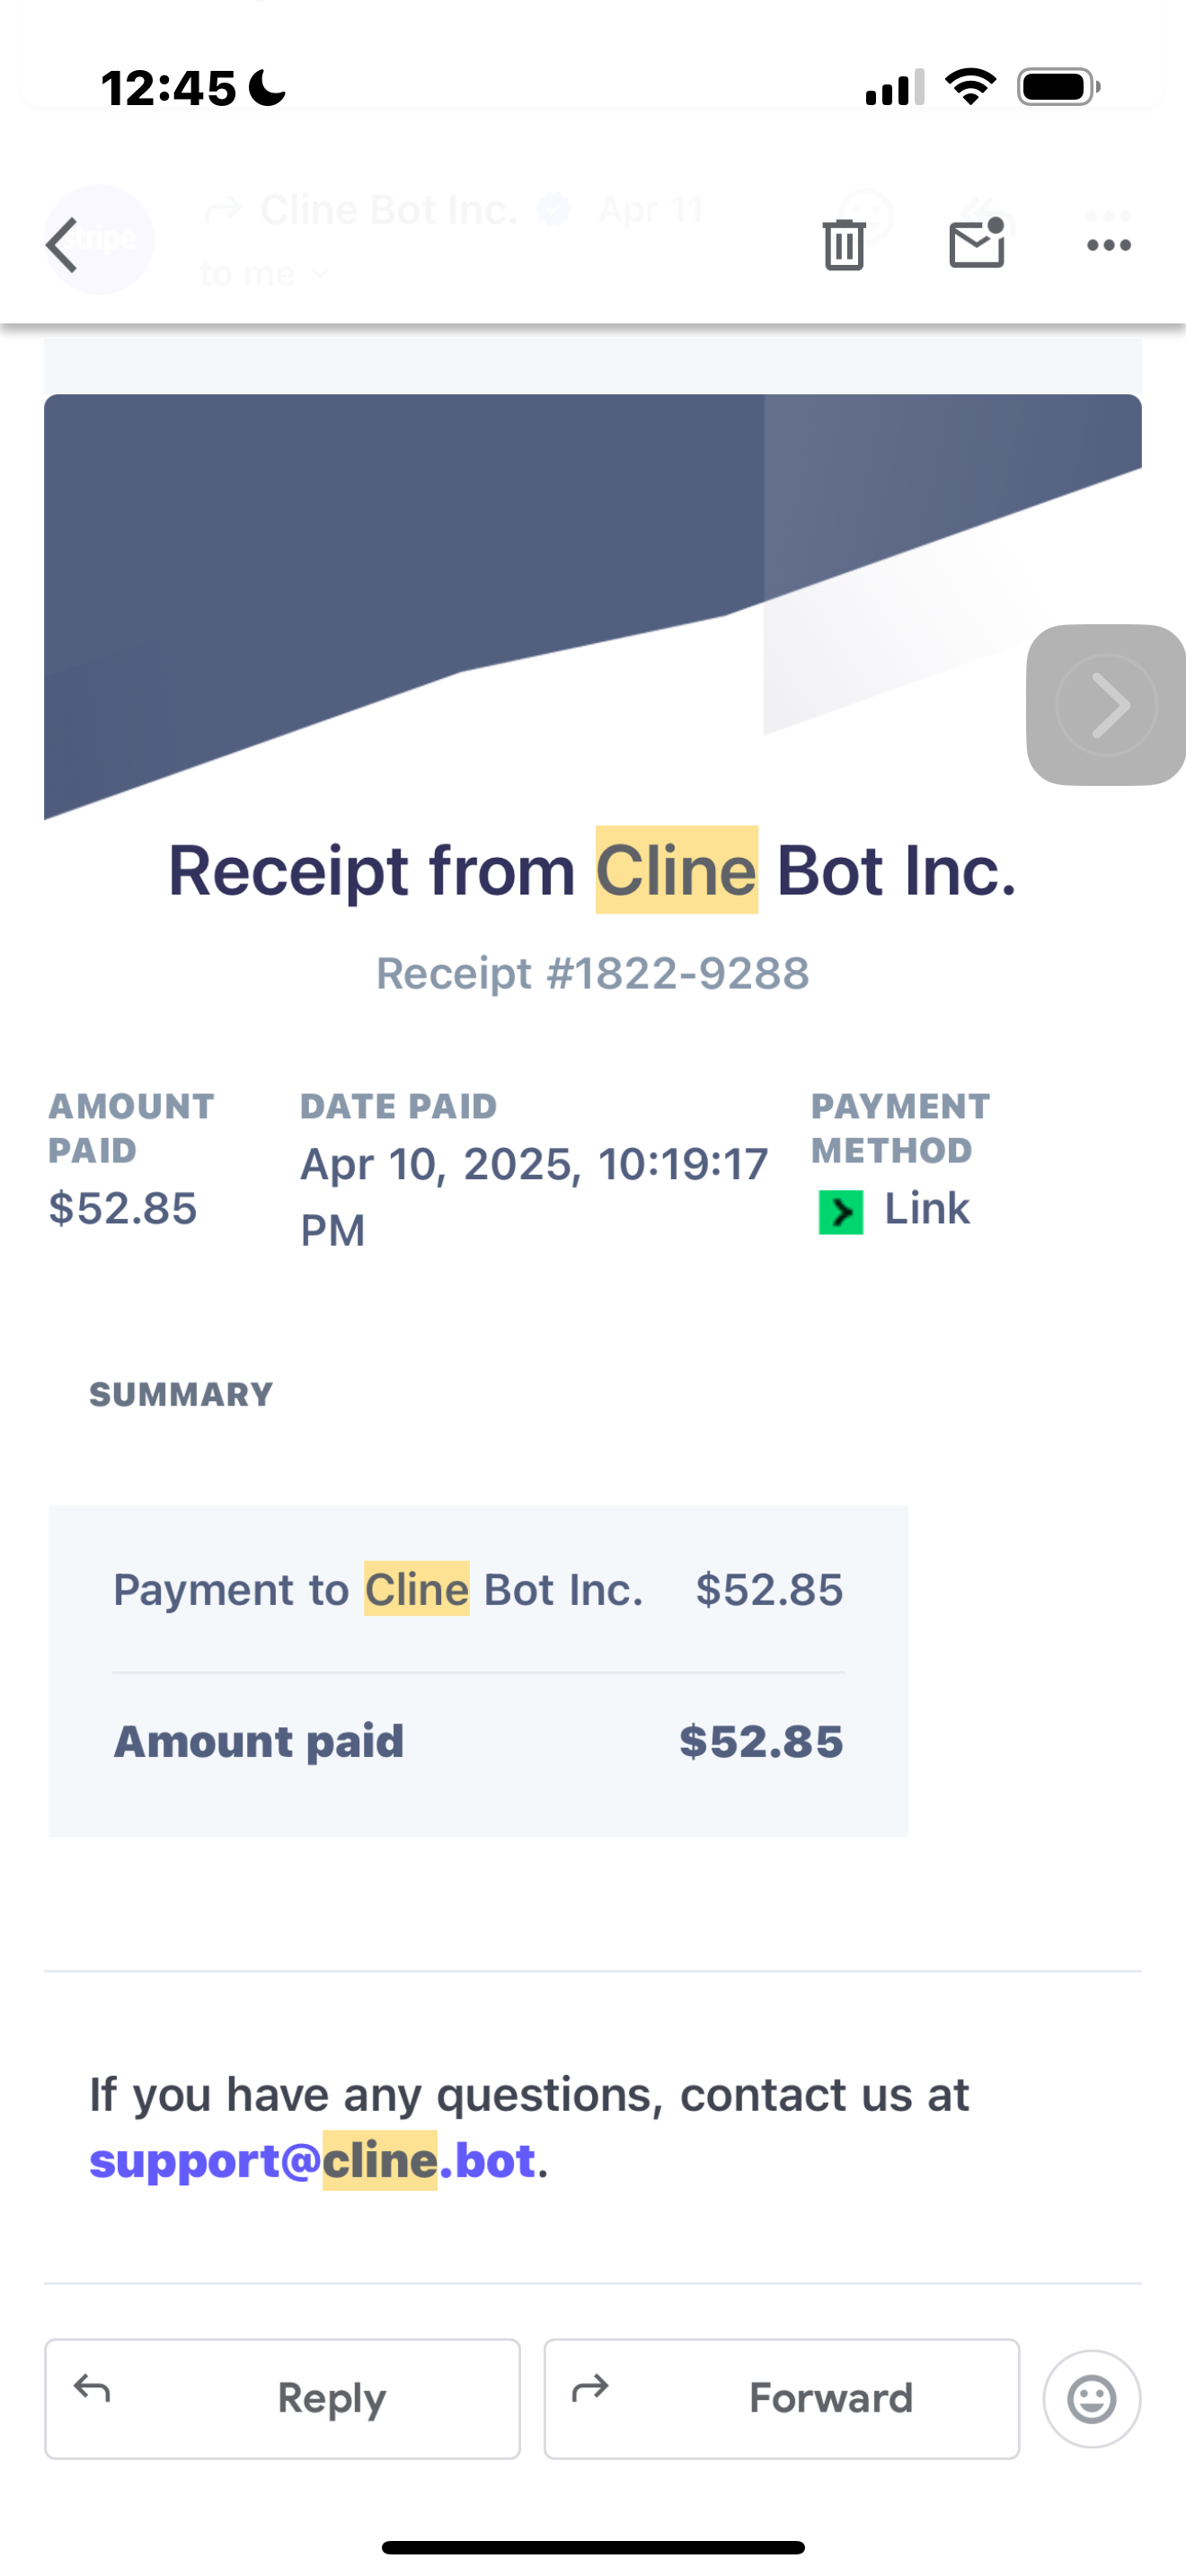 12:45
stripe
Cline Bot Inc. Apr 11
to me
Receipt from Cline Bot Inc.
Receipt #1822-9288
AMOUNT
PAID
$52.85
DATE PAID
Apr 10, 2025, 10:19:17
PM
PAYMENT
METHOD
Link
SUMMARY
Payment to Cline Bot Inc. $52.85
Amount paid $52.85
If you have any questions, contact us at
support@cline.bot.
Reply
Forward